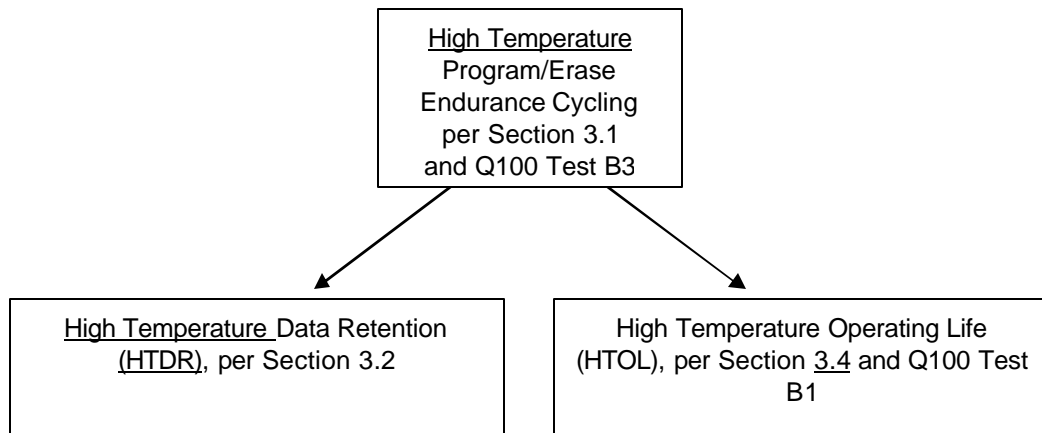 High Temperature
Program/Erase
Endurance Cycling
per Section 3.1
and Q100 Test B3
High Temperature Data Retention
(HTDR), per Section 3.2
High Temperature Operating Life
(HTOL), per Section 3.4 and Q100 Test
B1